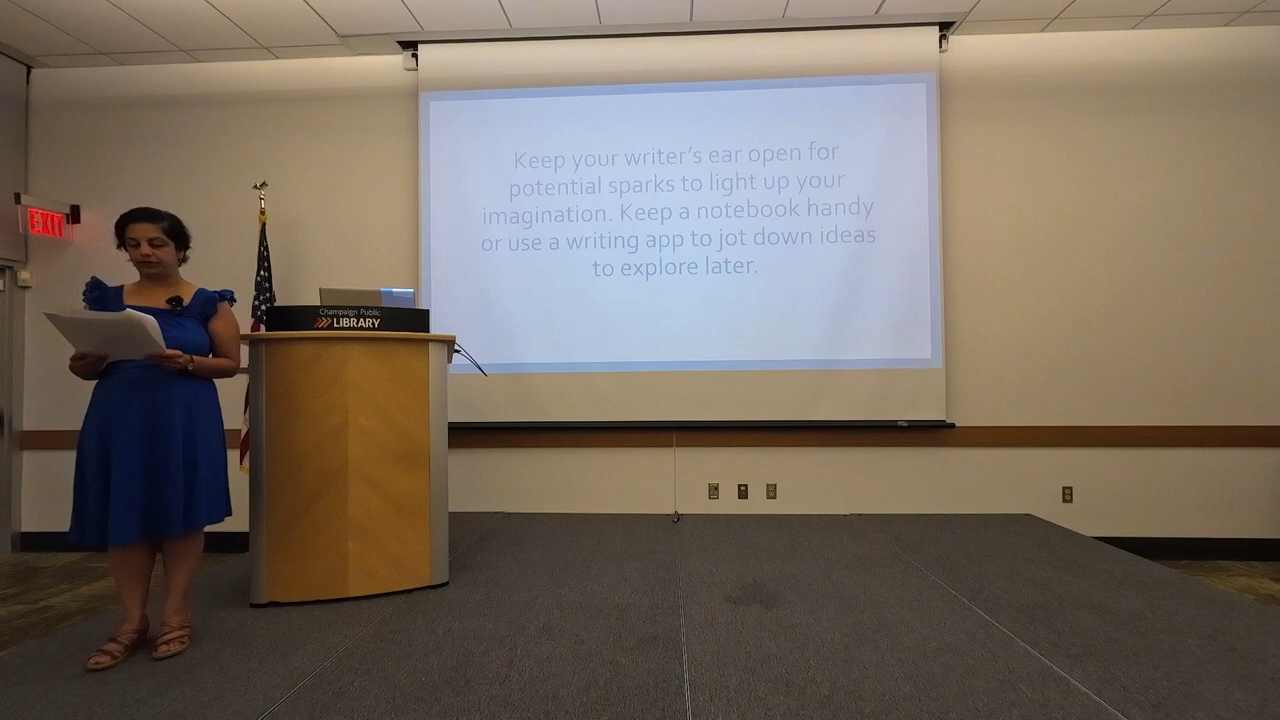 Keep your writer's ear open for
potential sparks to light up your
imagination. Keep a notebook handy
or use a writing app to jot down ideas
to explore later.
EXIT
Champaign Public
LIBRARY